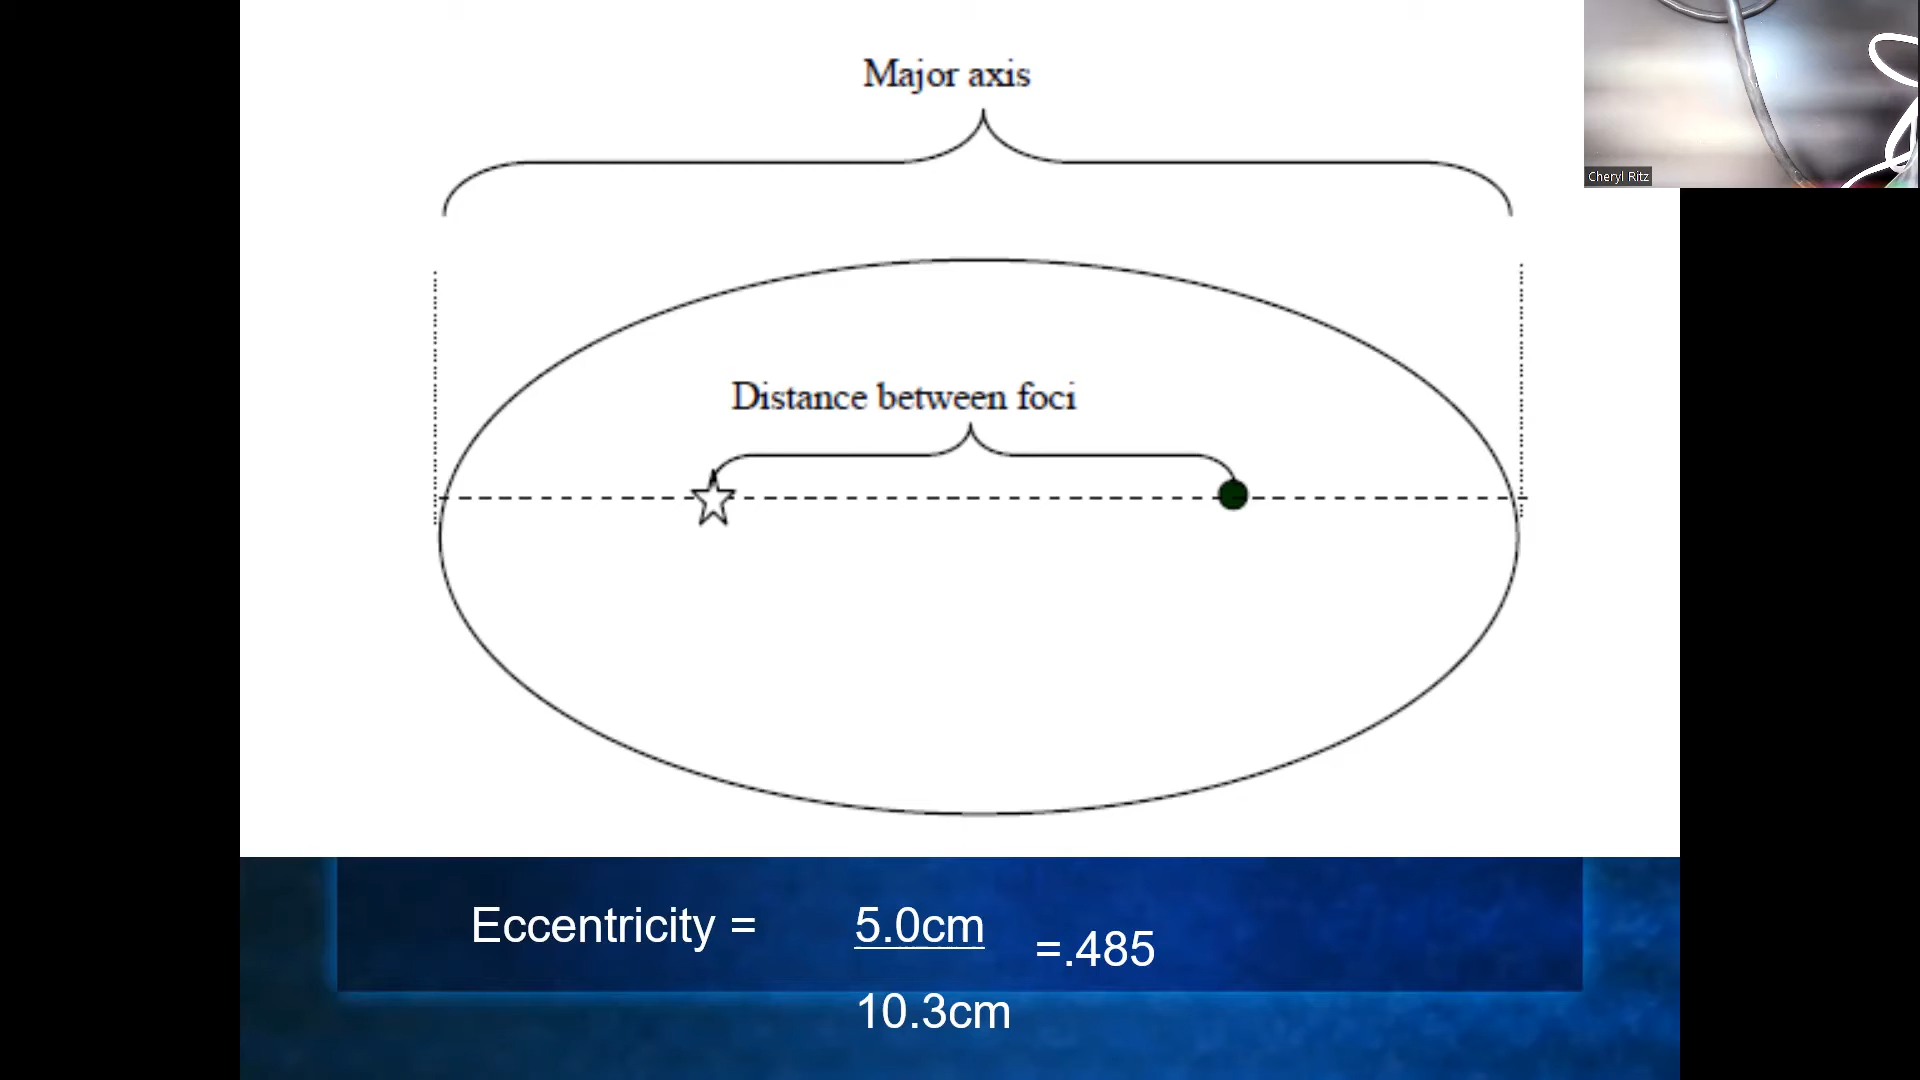 Major axis
Cheryl Ritz
Distance between foci
Eccentricity = 5.0cm =.485
10.3cm